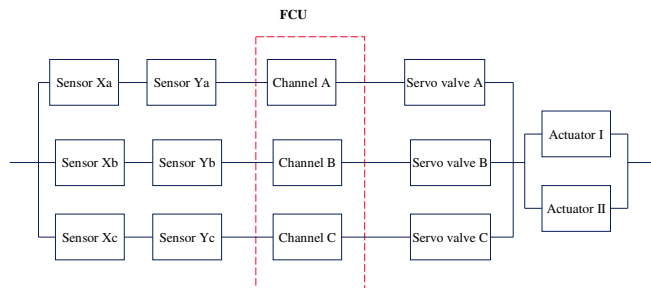 FCU
Sensor Xa
Sensor Ya
Channel A
Servo valve A
Actuator I
Sensor Xb
Sensor Yb
Channel B
Servo valve B
Actuator II
Sensor Xc
Sensor Yc
Channel C
Servo valve C